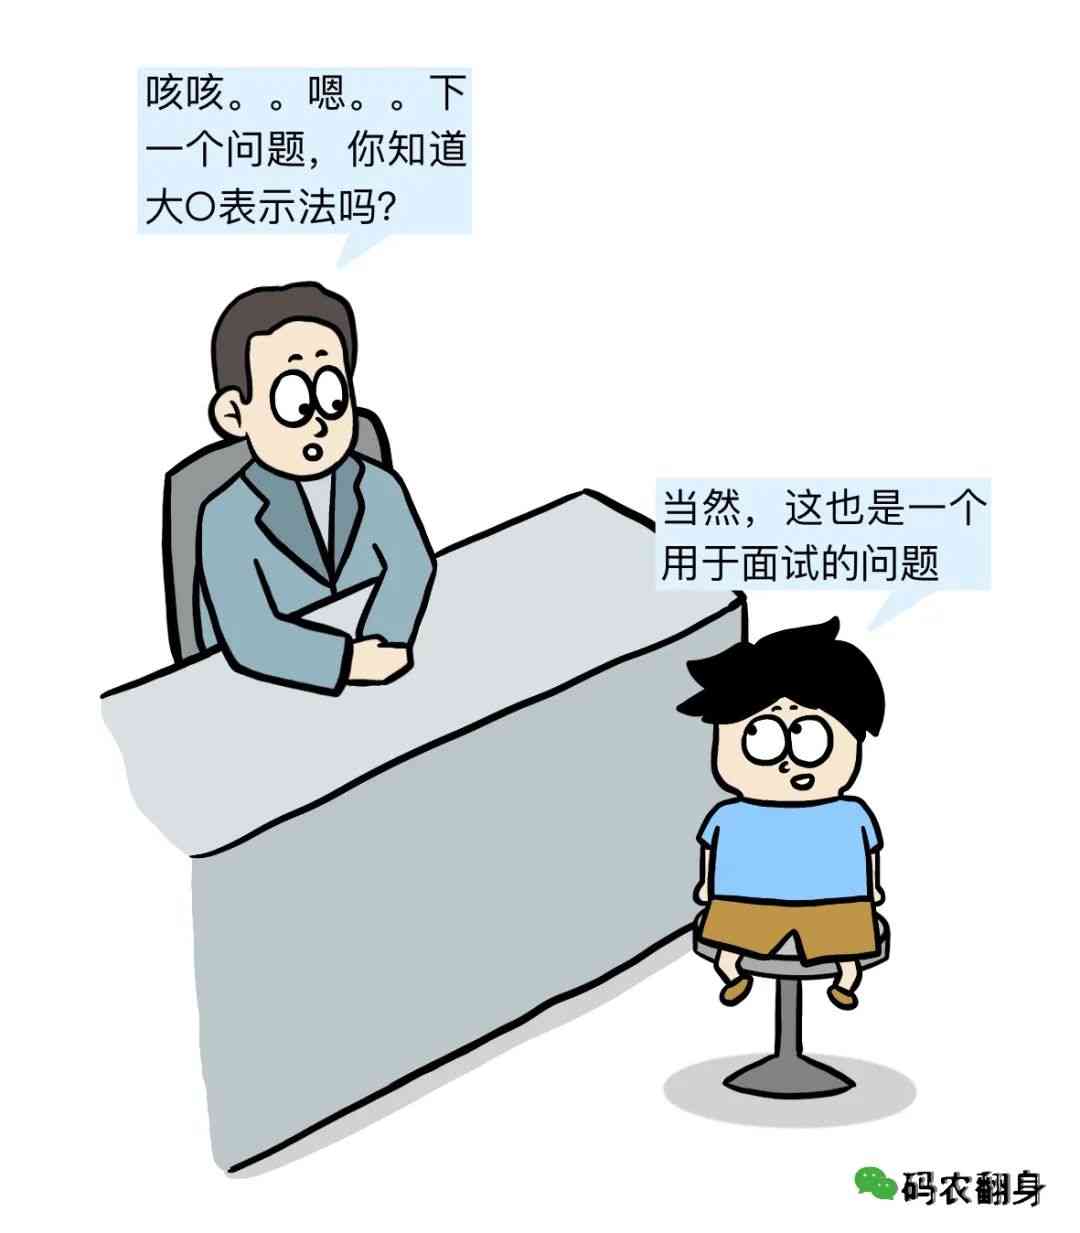 咳咳。。嗯。。下
一个问题，你知道
大O表示法吗？
当然，这也是一个
用于面试的问题
码农翻身